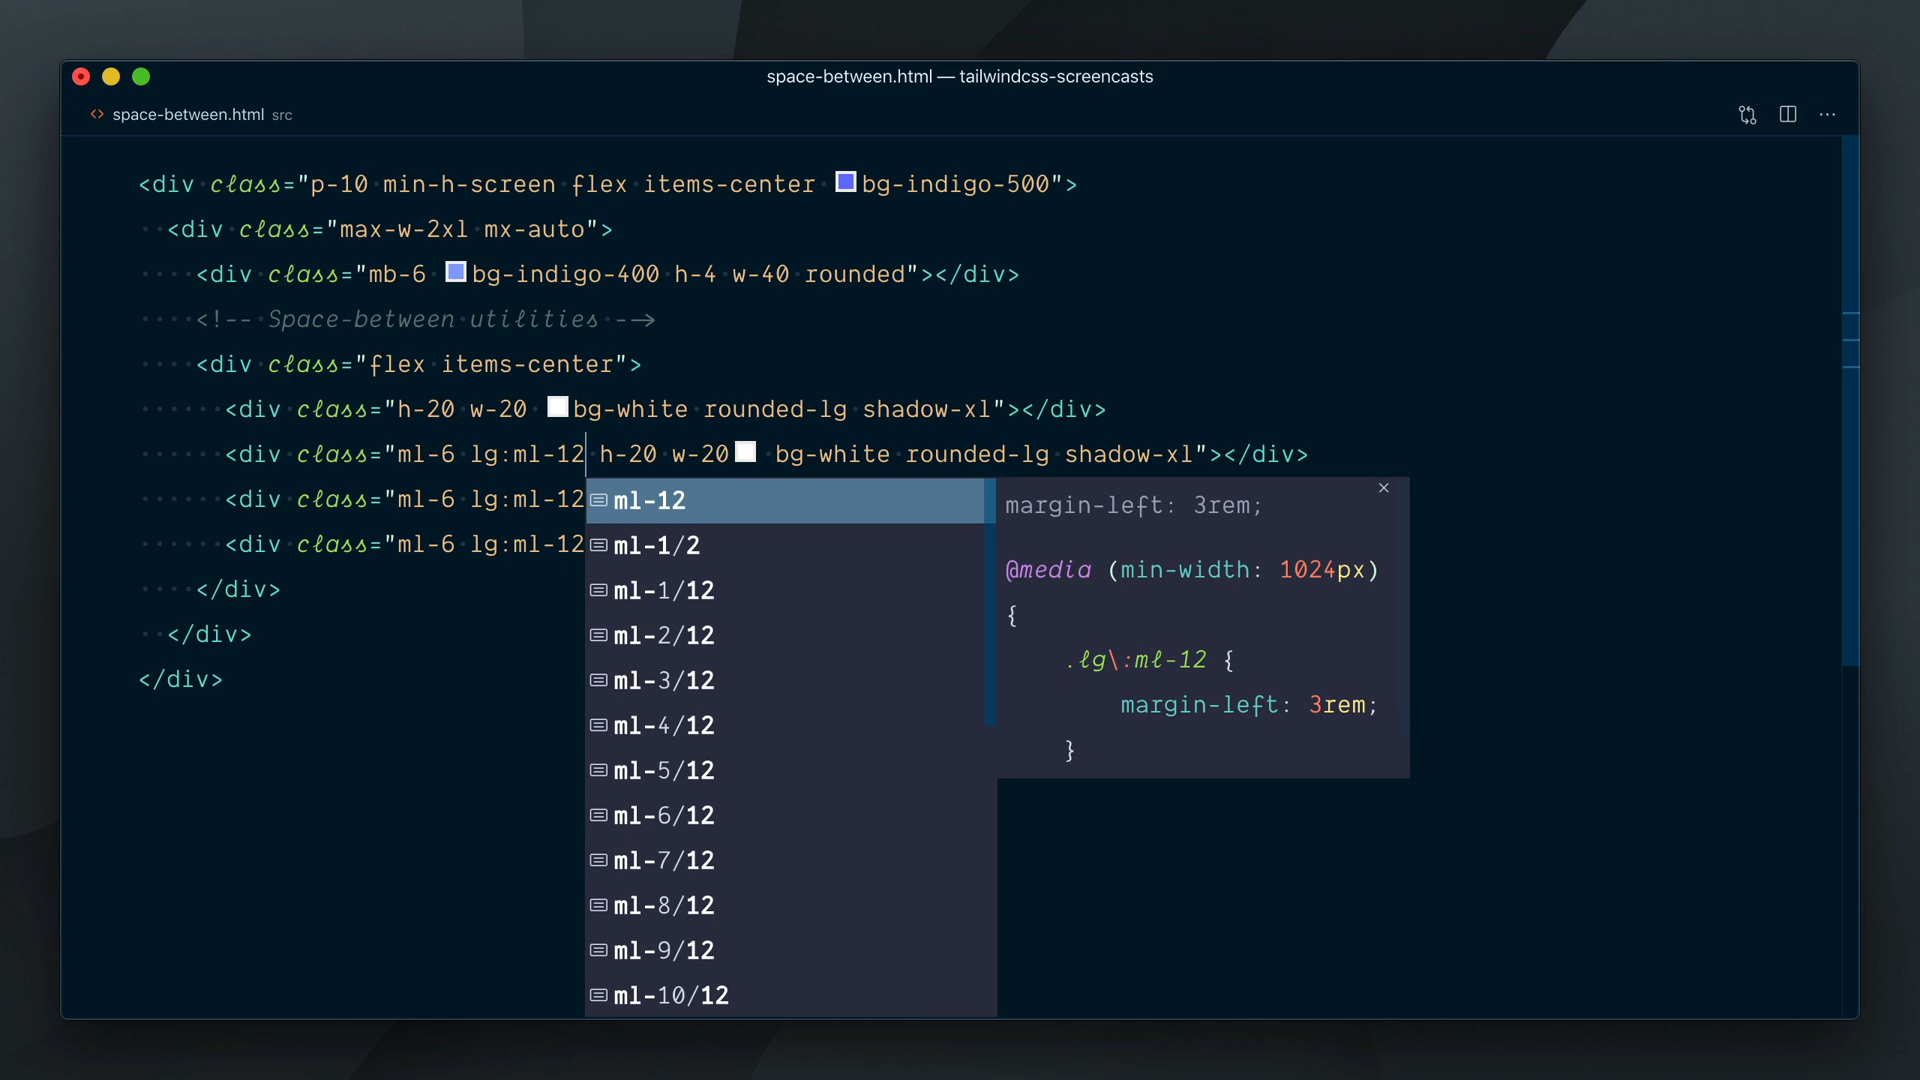 space-between.html — tailwindcss-screencasts
<> space-between.html src
<div class="p-10 min-h-screen flex items-center bg-indigo-500">
<div class="max-w-2xl mx-auto">
<div class="mb-6 bg-indigo-400 h-4 w-40 rounded"></div>
<!-- Space-between utilities -->
<div class="flex items-center">
<div class="h-20 w-20 bg-white rounded-lg shadow-xl"></div>
<div class="ml-6 lg:ml-12 h-20 w-20 bg-white rounded-lg shadow-xl"></div>
<div class="ml-6 lg:ml-12
<div class="ml-6 lg:ml-12
</div>
</div>
</div>
ml-12
ml-1/2
ml-1/12
ml-2/12
ml-3/12
ml-4/12
ml-5/12
ml-6/12
ml-7/12
ml-8/12
ml-9/12
ml-10/12
margin-left: 3rem;
@media (min-width: 1024px)
{
.lg\:ml-12 {
margin-left: 3rem;
}